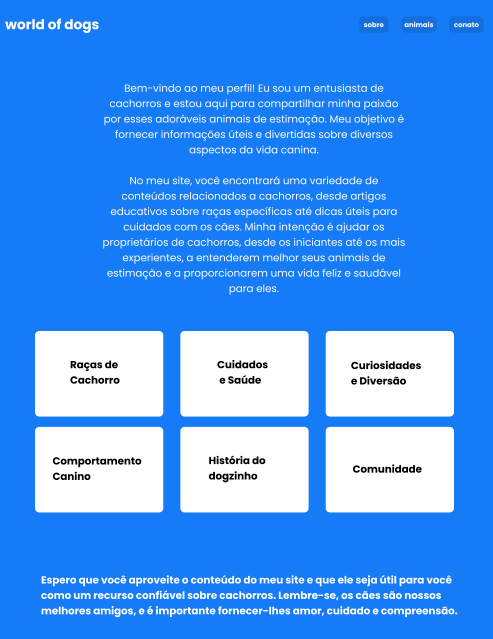 world of dogs
sobre
animais
conato
Bem-vindo ao meu perfil! Eu sou um entusiasta de
cachorros e estou aqui para compartilhar minha paixão
por esses adoráveis animais de estimação. Meu objetivo é
fornecer informações úteis e divertidas sobre diversos
aspectos da vida canina.
No meu site, você encontrará uma variedade de
conteúdos relacionados a cachorros, desde artigos
educativos sobre raças específicas até dicas úteis para
cuidados com os cães. Minha intenção é ajudar os
proprietários de cachorros, desde os iniciantes até os mais
experientes, a entenderem melhor seus animais de
estimação e a proporcionarem uma vida feliz e saudável
para eles.
Raças de
Cachorro
Cuidados
e Saúde
Curiosidades
e Diversão
Comportamento
Canino
História do
dogzinho
Comunidade
Espero que você aproveite o conteúdo do meu site e que ele seja útil para você
como um recurso confiável sobre cachorros. Lembre-se, os cães são nossos
melhores amigos, e é importante fornecer-lhes amor, cuidado e compreensão.